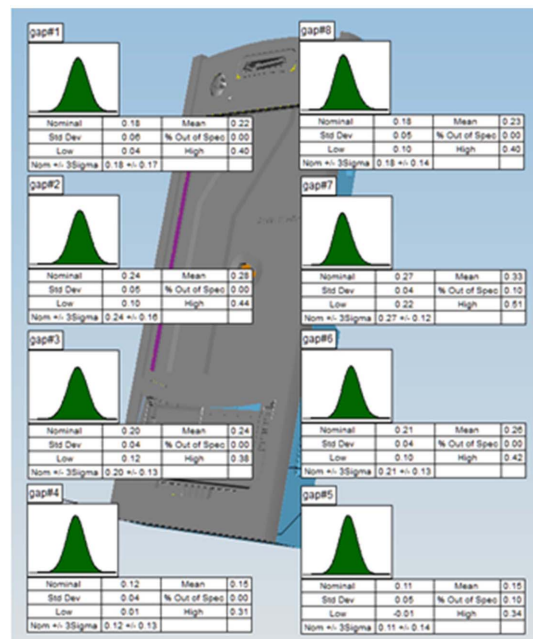 gap#1
Nominal 0.18 Mean 0.22
Std Dev 0.06 % Out of Spec 0.00
Low 0.04 High 0.40
Nom +/- 3Sigma 0.18 +/- 0.17
gap#2
Nominal 0.24 Mean 0.28
Std Dev 0.05 % Out of Spec 0.00
Low 0.10 High 0.44
Nom +/- 3Sigma 0.24 +/- 0.16
gap#3
Nominal 0.20 Mean 0.24
Std Dev 0.04 % Out of Spec 0.00
Low 0.12 High 0.38
Nom +/- 3Sigma 0.20 +/- 0.13
gap#4
Nominal 0.12 Mean 0.15
Std Dev 0.04 % Out of Spec 0.00
Low 0.01 High 0.31
Nom +/- 3Sigma 0.12 +/- 0.13
gap#8
Nominal 0.18 Mean 0.23
Std Dev 0.05 % Out of Spec 0.00
Low 0.10 High 0.40
Nom +/- 3Sigma 0.18 +/- 0.14
gap#7
Nominal 0.27 Mean 0.33
Std Dev 0.04 % Out of Spec 0.10
Low 0.22 High 0.51
Nom +/- 3Sigma 0.27 +/- 0.12
gap#6
Nominal 0.21 Mean 0.26
Std Dev 0.04 % Out of Spec 0.00
Low 0.10 High 0.42
Nom +/- 3Sigma 0.21 +/- 0.13
gap#5
Nominal 0.11 Mean 0.15
Std Dev 0.05 % Out of Spec 0.10
Low -0.01 High 0.34
Nom +/- 3Sigma 0.11 +/- 0.14